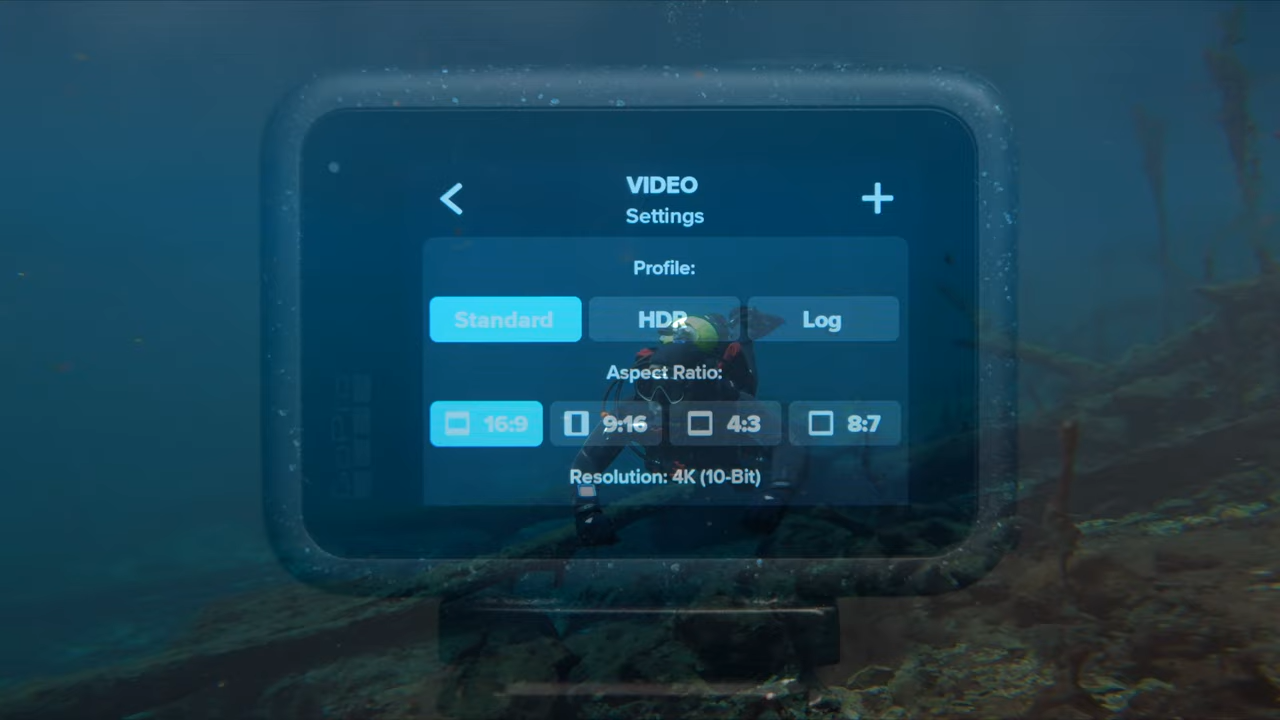 VIDEO
Settings
Profile:
Standard HDR Log
Aspect Ratio:
16:9 9:16 4:3 8:7
Resolution: 4K (10-Bit)